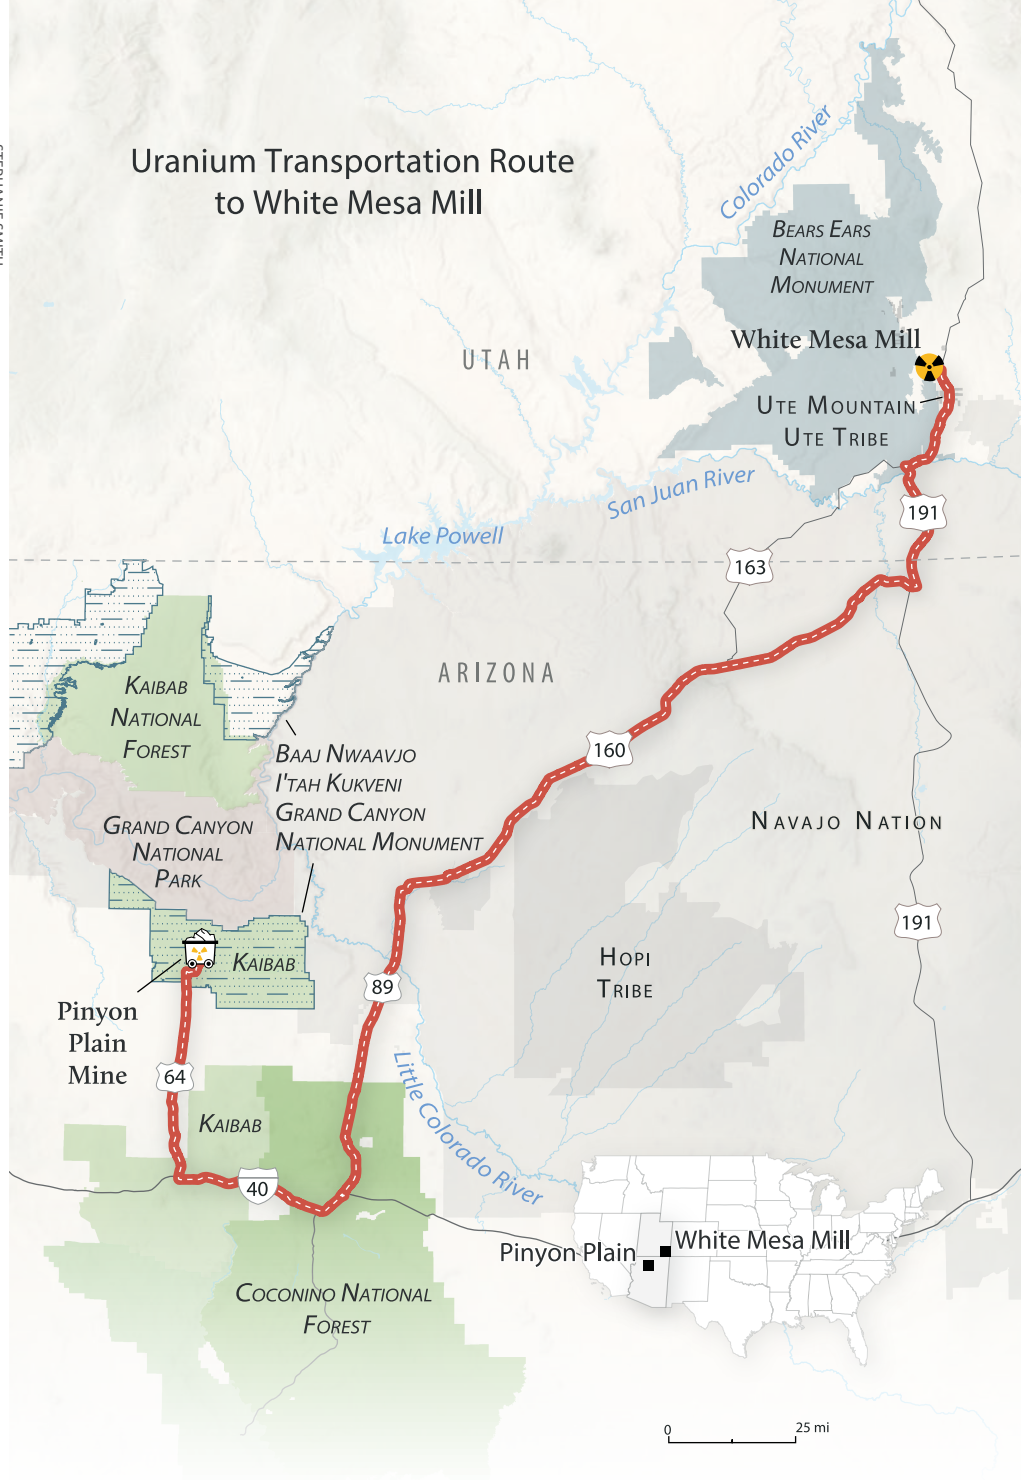 Uranium Transportation Route
to White Mesa Mill
STEPHANIE SMITH
Colorado River
BEARS EARS
NATIONAL
MONUMENT
White Mesa Mill
UTAH
UTE MOUNTAIN
UTE TRIBE
San Juan River
191
Lake Powell
163
ARIZONA
KAIBAB
NATIONAL
FOREST
160
BAAJ NWAAVJO
I'TAH KUKVENI
GRAND CANYON
NATIONAL MONUMENT
GRAND CANYON
NATIONAL
PARK
NAVAJO NATION
191
KAIBAB
HOPI
TRIBE
89
Pinyon
Plain
Mine
64
Little Colorado River
KAIBAB
40
Pinyon Plain
White Mesa Mill
COCONINO NATIONAL
FOREST
0
25 mi